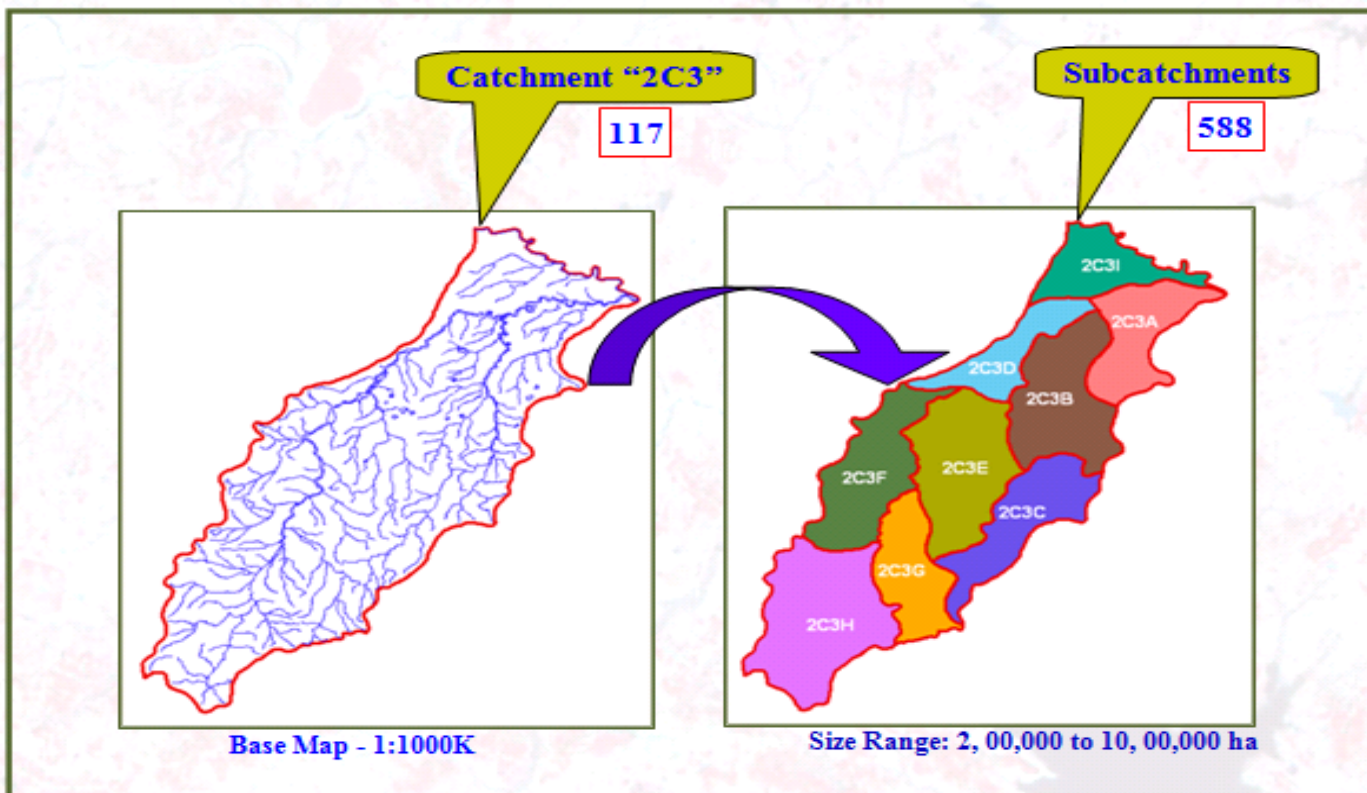 Catchment “2C3”
117
Subcatchments
588
2C3I
2C3A
2C3D
2C3B
2C3E
2C3F
2C3C
2C3G
2C3H
Base Map - 1:1000K
Size Range: 2, 00,000 to 10, 00,000 ha